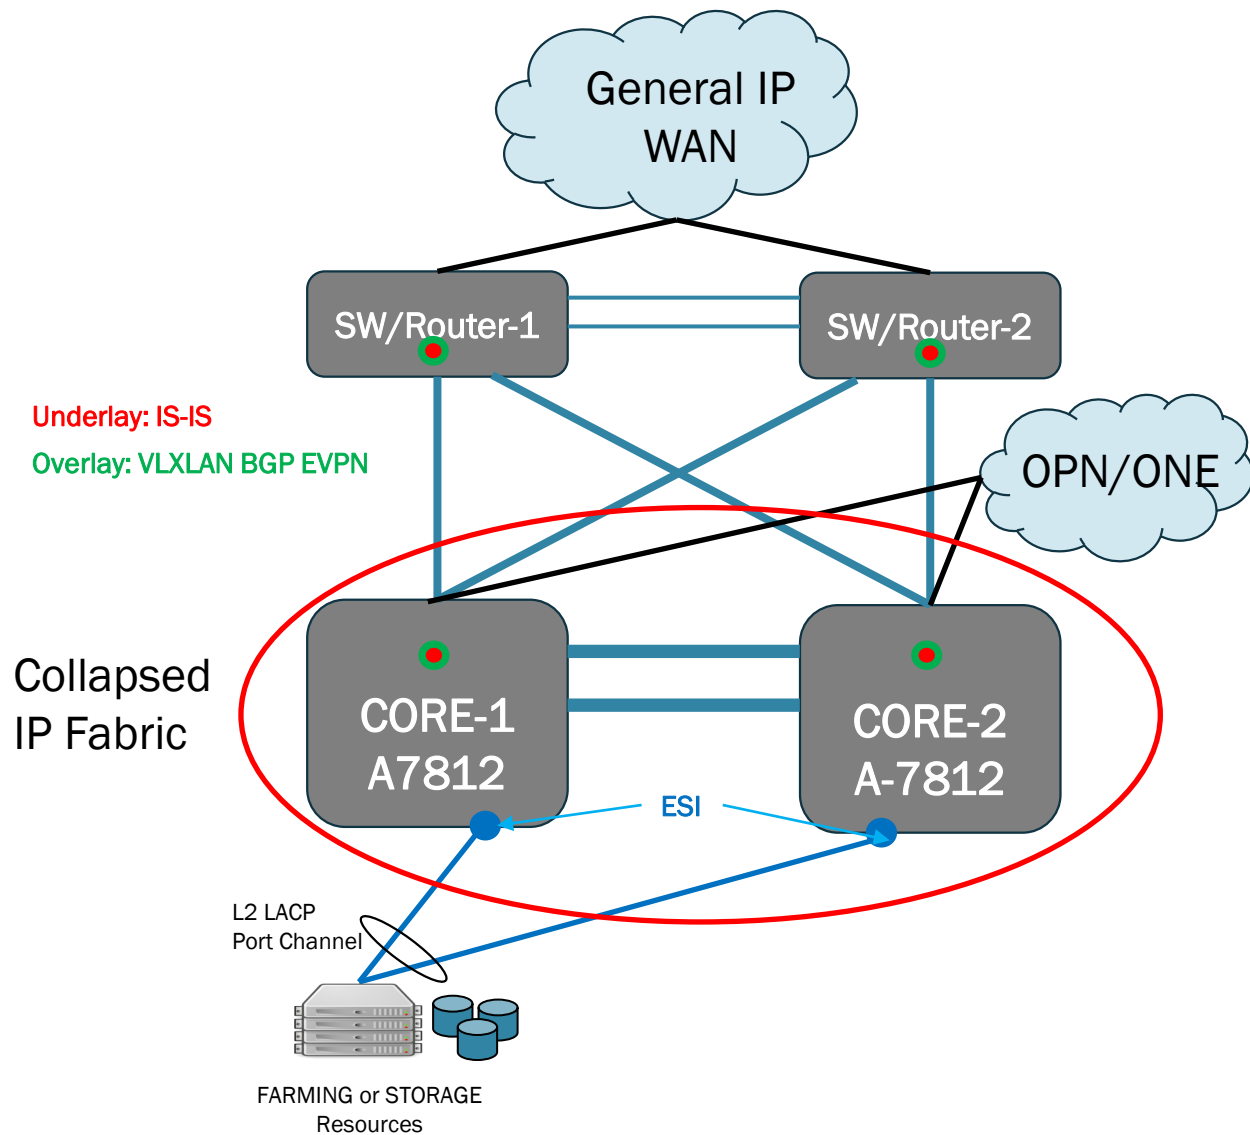 General IP
WAN
SW/Router-1
SW/Router-2
Underlay: IS-IS
Overlay: VLXLAN BGP EVPN
OPN/ONE
Collapsed
IP Fabric
CORE-1
A7812
CORE-2
A-7812
ESI
L2 LACP
Port Channel
FARMING or STORAGE
Resources